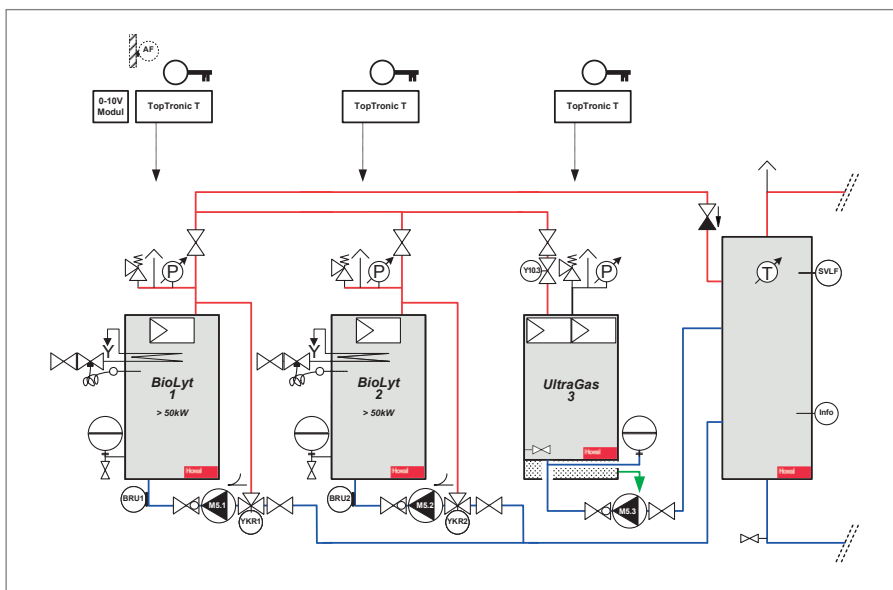 AF
0-10V
Modul
TopTronic T
TopTronic T
TopTronic T
P
P
Y10.3
P
T
SVLF
BioLyt
1
> 50kW
Hoval
BioLyt
2
> 50kW
Hoval
UltraGas
3
Hoval
Info
Hoval
BRU1
M5.1
YKR1
BRU2
M5.2
YKR2
M5.3